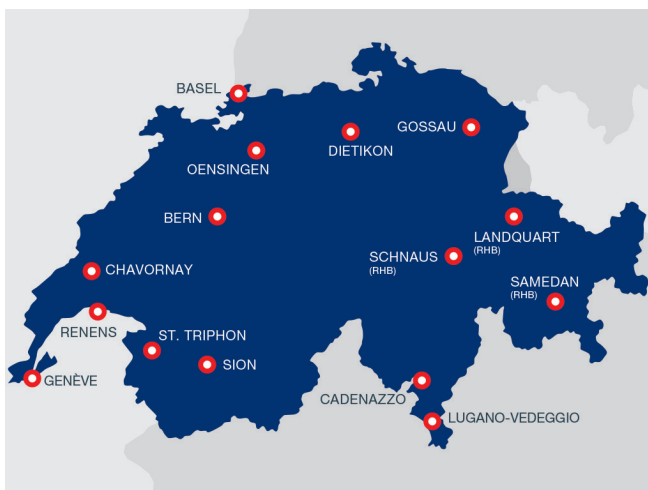 BASEL
GOSSAU
DIETIKON
OENSINGEN
BERN
LANDQUART
(RHB)
SCHNAUS
(RHB)
CHAVORNAY
SAMEDAN
(RHB)
RENENS
ST. TRIPHON
SION
GENÈVE
CADENAZZO
LUGANO-VEDEGGIO